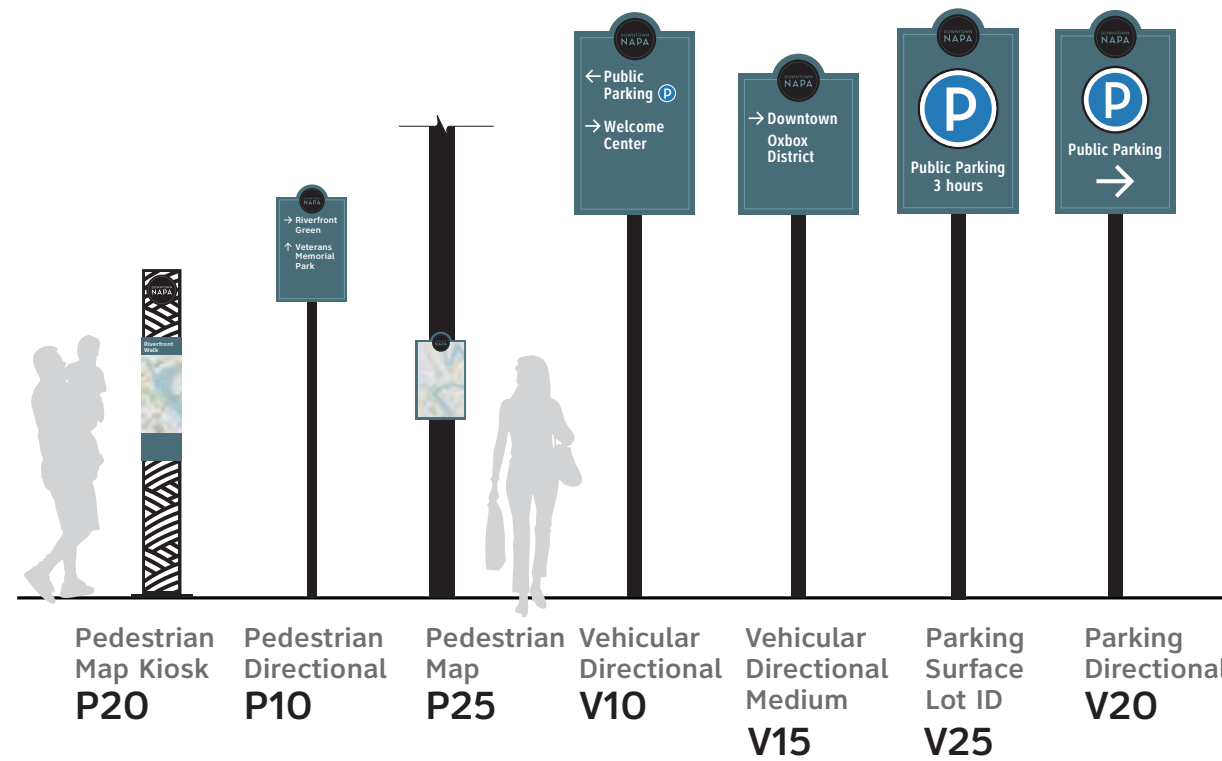 DOWNTOWN
NAPA
Riverfront
Walk
DOWNTOWN
NAPA
→ Riverfront
Green
↑ Veterans
Memorial
Park
DOWNTOWN
NAPA
DOWNTOWN
NAPA
← Public
Parking P
→ Welcome
Center
DOWNTOWN
NAPA
→ Downtown
Oxbox
District
DOWNTOWN
NAPA
P
Public Parking
3 hours
DOWNTOWN
NAPA
P
Public Parking
→
Pedestrian
Map Kiosk
P20
Pedestrian
Directional
P10
Pedestrian
Map
P25
Vehicular
Directional
V10
Vehicular
Directional
Medium
V15
Parking
Surface
Lot ID
V25
Parking
Directional
V20